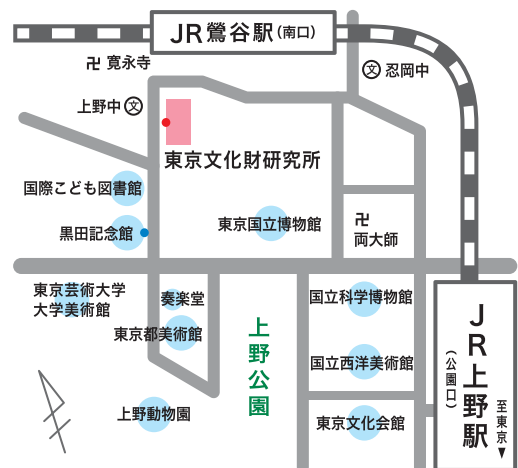 JR鶯谷駅(南口)
卍 寛永寺
文 忍岡中
上野中 文
東京文化財研究所
国際こども図書館
黒田記念館
東京国立博物館
卍
両大師
東京芸術大学
大学美術館
奏楽堂
東京都美術館
上野公園
国立科学博物館
国立西洋美術館
東京文化会館
上野動物園
JR上野駅
(公園口)
至東京▼